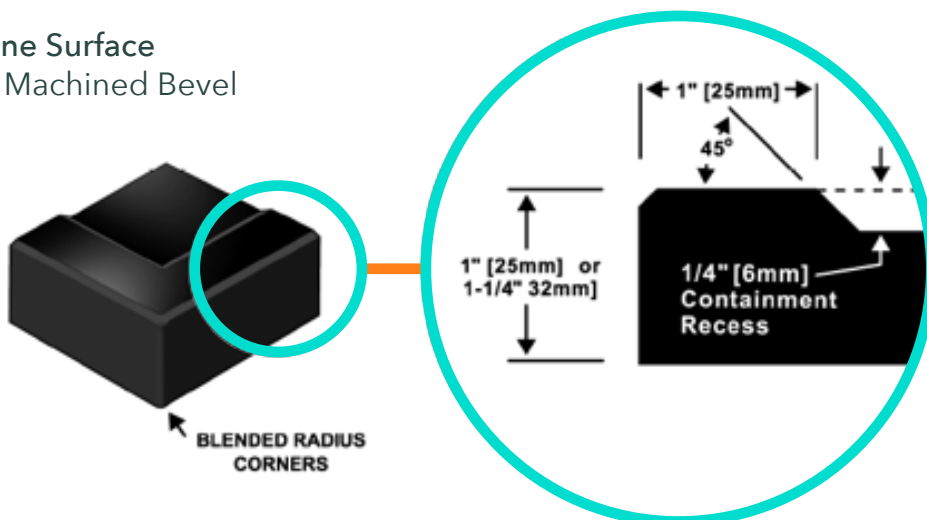 ne Surface
Machined Bevel
1" [25mm]
45°
1" [25mm] or
1-1/4" 32mm]
1/4" [6mm]
Containment
Recess
BLENDED RADIUS
CORNERS